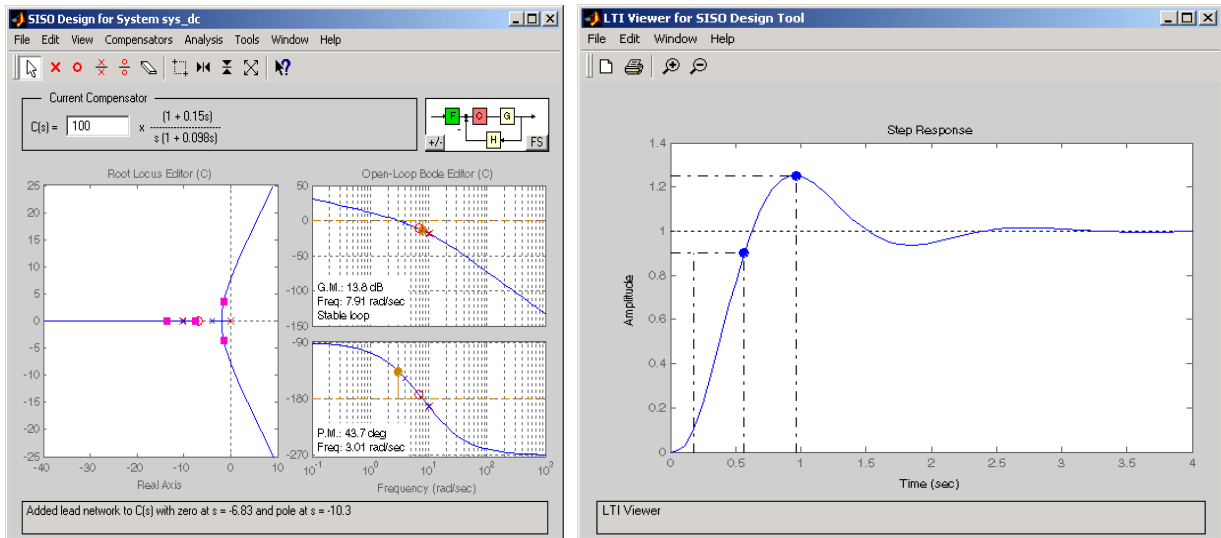 SISO Design for System sys_dc
File Edit View Compensators Analysis Tools Window Help
Current Compensator
C(s) = 100 x (1 + 0.15s)
s (1 + 0.098s)
F C G
H
+/- FS
Root Locus Editor (C)
25
20
15
10
5
0
-5
-10
-15
-20
-25
-40 -30 -20 -10 0 10
Real Axis
Open-Loop Bode Editor (C)
50
0
-50
-100
-150
G.M.: 13.8 dB
Freq: 7.91 rad/sec
Stable loop
-90
-180
-270
P.M.: 43.7 deg
Freq: 3.01 rad/sec
10^-1 10^0 10^1 10^2 10^3
Frequency (rad/sec)
Added lead network to C(s) with zero at s = -6.83 and pole at s = -10.3
LTI Viewer for SISO Design Tool
File Edit Window Help
Step Response
1.4
1.2
1
0.8
0.6
0.4
0.2
0
Amplitude
0 0.5 1 1.5 2 2.5 3 3.5 4
Time (sec)
LTI Viewer